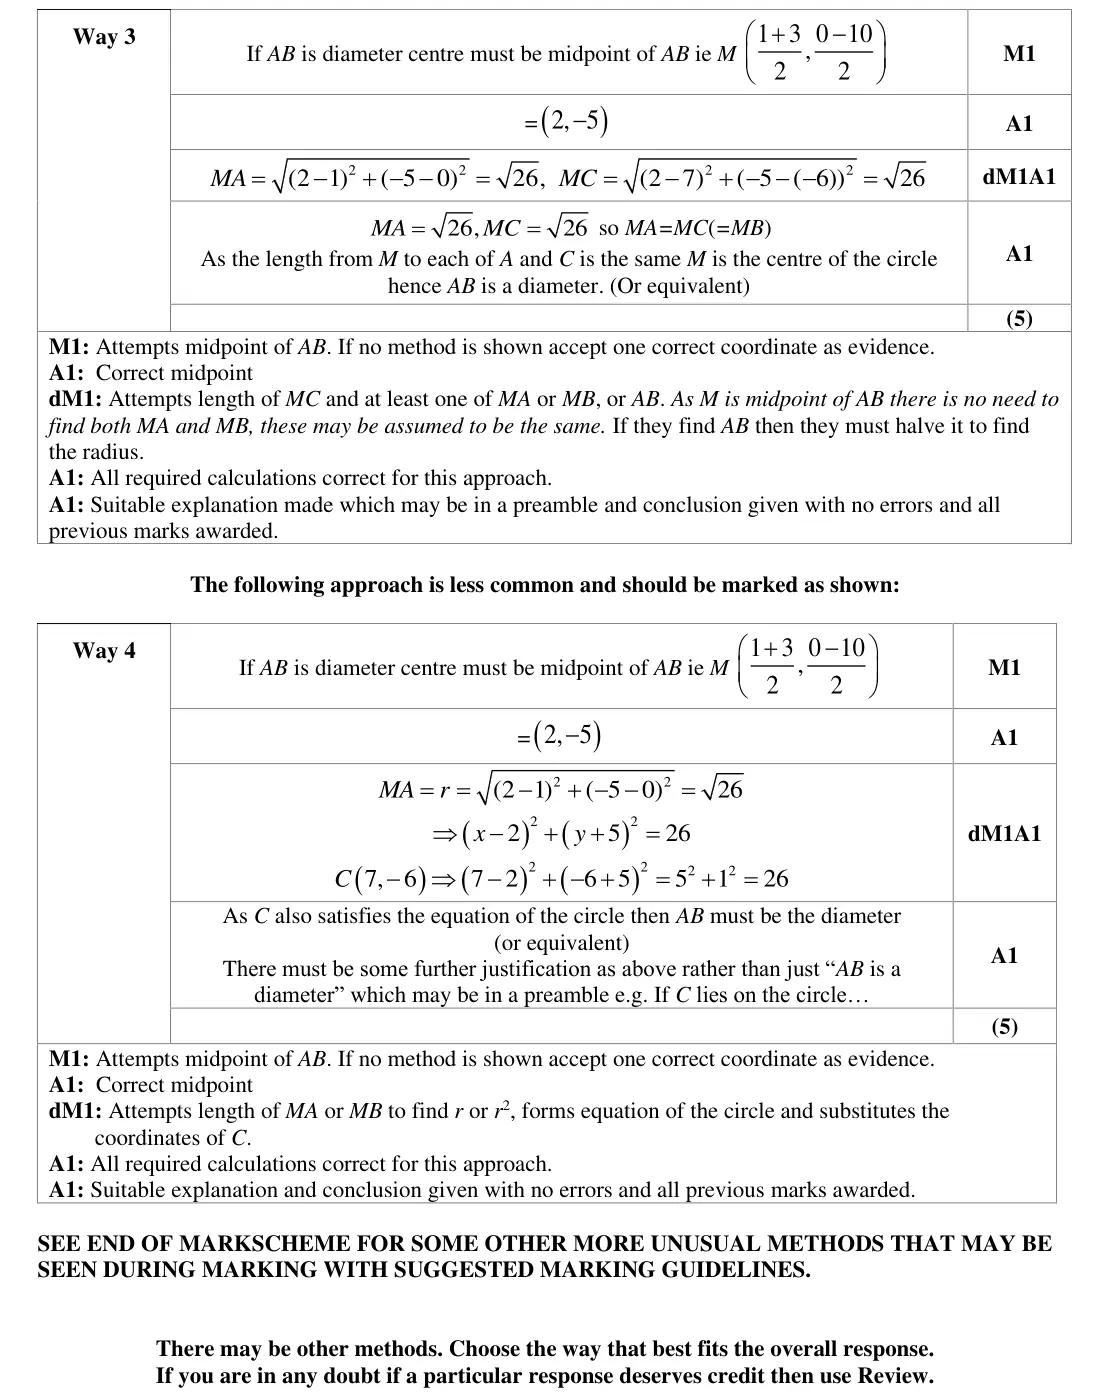 Way 3
If AB is diameter centre must be midpoint of AB ie M ((1+3)/2, (0−10)/2)
M1
=(2,−5)
A1
MA = √((2−1)² + (−5−0)²) = √26, MC = √((2−7)² + (−5−(−6))²) = √26
dM1A1
MA = √26, MC = √26 so MA=MC(=MB)
As the length from M to each of A and C is the same M is the centre of the circle
hence AB is a diameter. (Or equivalent)
A1
(5)
M1: Attempts midpoint of AB. If no method is shown accept one correct coordinate as evidence.
A1: Correct midpoint
dM1: Attempts length of MC and at least one of MA or MB, or AB. As M is midpoint of AB there is no need to
find both MA and MB, these may be assumed to be the same. If they find AB then they must halve it to find
the radius.
A1: All required calculations correct for this approach.
A1: Suitable explanation made which may be in a preamble and conclusion given with no errors and all
previous marks awarded.
The following approach is less common and should be marked as shown:
Way 4
If AB is diameter centre must be midpoint of AB ie M ((1+3)/2, (0−10)/2)
M1
=(2,−5)
A1
MA = r = √((2−1)² + (−5−0)²) = √26
⇒(x−2)² + (y+5)² = 26
dM1A1
C(7,−6)⇒(7−2)² + (−6+5)² = 5² + 1² = 26
As C also satisfies the equation of the circle then AB must be the diameter
(or equivalent)
There must be some further justification as above rather than just “AB is a
diameter” which may be in a preamble e.g. If C lies on the circle…
A1
(5)
M1: Attempts midpoint of AB. If no method is shown accept one correct coordinate as evidence.
A1: Correct midpoint
dM1: Attempts length of MA or MB to find r or r², forms equation of the circle and substitutes the
coordinates of C.
A1: All required calculations correct for this approach.
A1: Suitable explanation and conclusion given with no errors and all previous marks awarded.
SEE END OF MARKSCHEME FOR SOME OTHER MORE UNUSUAL METHODS THAT MAY BE
SEEN DURING MARKING WITH SUGGESTED MARKING GUIDELINES.
There may be other methods. Choose the way that best fits the overall response.
If you are in any doubt if a particular response deserves credit then use Review.